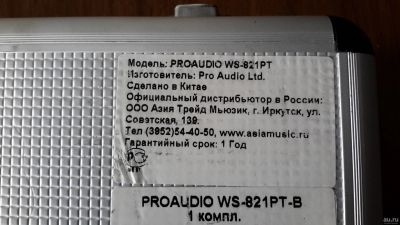 Модель: PROAUDIO WS-821PT
Изготовитель: Pro Audio Ltd.
Сделано в Китае
Официальный дистрибьютор в России:
ООО Азия Трейд Мьюзик, г. Иркутск, ул.
Советская, 139.
Тел (3952)54-40-50, www.asiamusic.ru
Гарантийный срок: 1 Год
PROAUDIO WS-821PT-B
1 компл.
au.ru